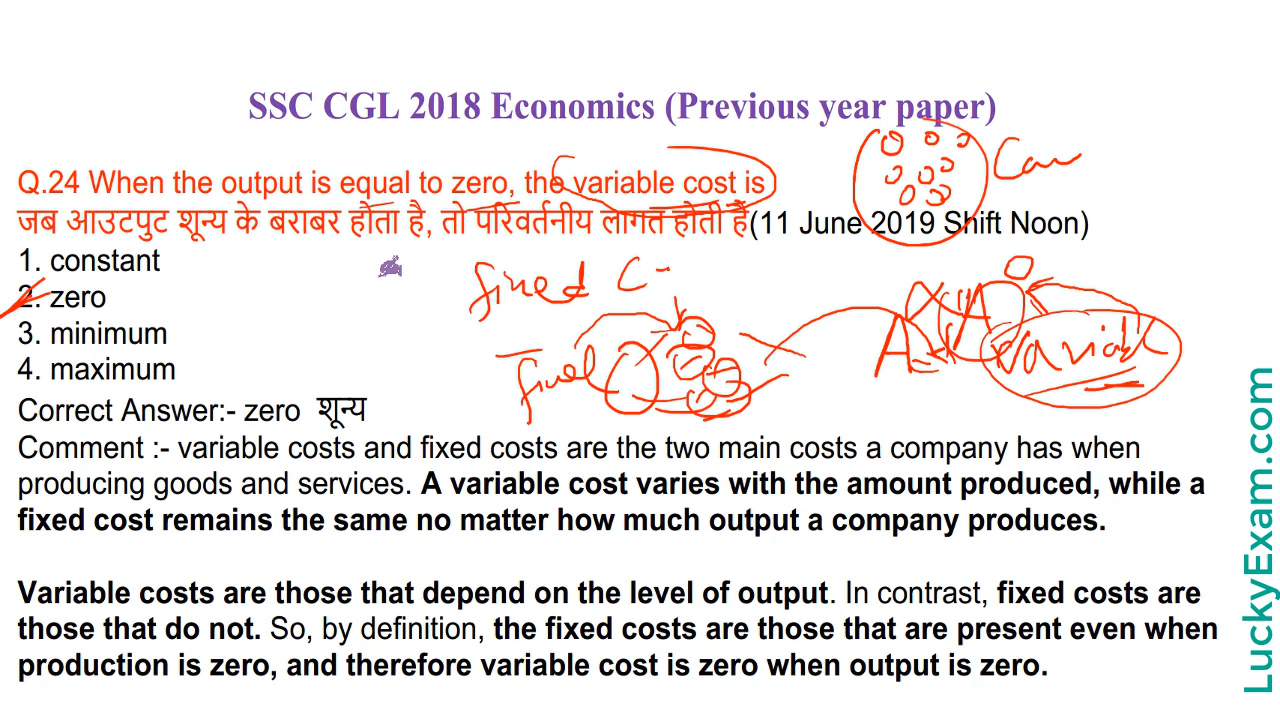 SSC CGL 2018 Economics (Previous year paper)
Q.24 When the output is equal to zero, the variable cost is
जब आउटपुट शून्य के बराबर होता है, तो परिवर्तनीय लागत होती है(11 June 2019 Shift Noon)
1. constant
2. zero
3. minimum
4. maximum
Correct Answer:- zero शून्य
Comment :- variable costs and fixed costs are the two main costs a company has when
producing goods and services. A variable cost varies with the amount produced, while a
fixed cost remains the same no matter how much output a company produces.
Variable costs are those that depend on the level of output. In contrast, fixed costs are
those that do not. So, by definition, the fixed costs are those that are present even when
production is zero, and therefore variable cost is zero when output is zero.
Fixed C
LuckyExam.com